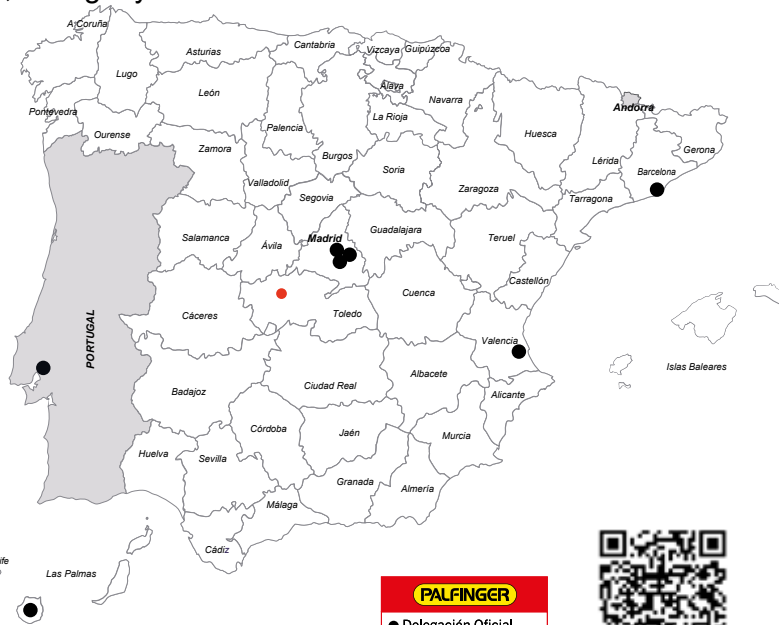 A Coruña
Asturias
Cantabria
Vizcaya
Guipúzcoa
Lugo
León
Álava
Navarra
Andorra
Pontevedra
Ourense
Palencia
La Rioja
Huesca
Zamora
Burgos
Soria
Lérida
Gerona
Barcelona
Valladolid
Segovia
Zaragoza
Tarragona
Salamanca
Ávila
Madrid
Guadalajara
Teruel
Castellón
Cáceres
Toledo
Cuenca
PORTUGAL
Valencia
Islas Baleares
Badajoz
Ciudad Real
Albacete
Alicante
Huelva
Sevilla
Córdoba
Jaén
Murcia
Granada
Almería
Málaga
Cádiz
Las Palmas
PALFINGER
Delegación Oficial